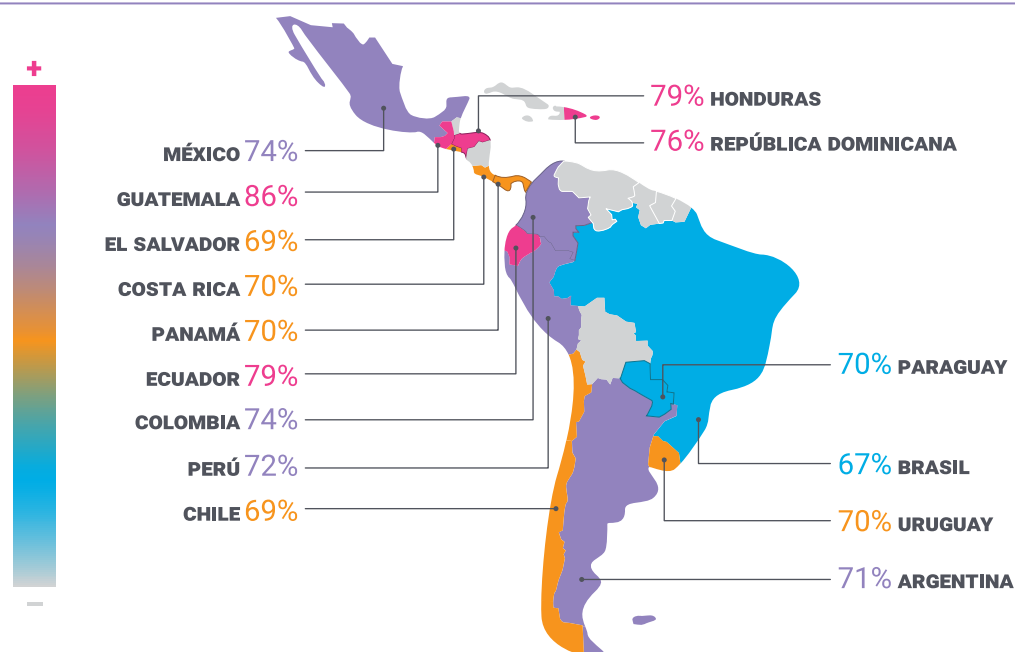 +
MÉXICO 74%
GUATEMALA 86%
EL SALVADOR 69%
COSTA RICA 70%
PANAMÁ 70%
ECUADOR 79%
COLOMBIA 74%
PERÚ 72%
CHILE 69%
79% HONDURAS
76% REPÚBLICA DOMINICANA
70% PARAGUAY
67% BRASIL
70% URUGUAY
71% ARGENTINA
−